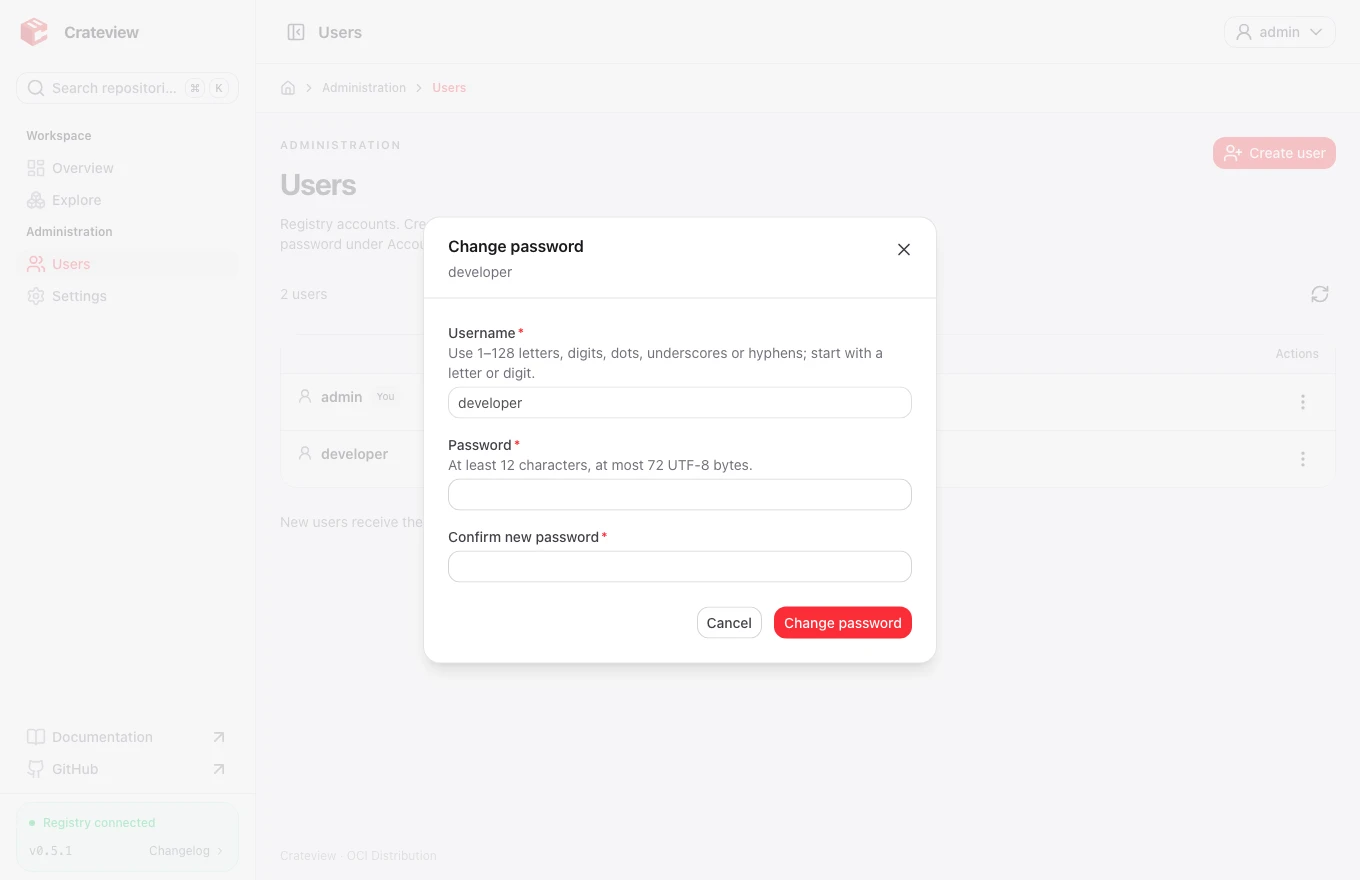 Crateview
Users
admin
Search repositori...
⌘ K
Administration
Users
Workspace
Overview
Explore
Administration
Users
Settings
ADMINISTRATION
Create user
Users
Registry accounts. Cre
password under Accou
2 users
Actions
admin You
developer
New users receive the
Change password
developer
Username*
Use 1–128 letters, digits, dots, underscores or hyphens; start with a
letter or digit.
developer
Password*
At least 12 characters, at most 72 UTF-8 bytes.
Confirm new password*
Cancel
Change password
Documentation
GitHub
Registry connected
v0.5.1
Changelog
Crateview · OCI Distribution